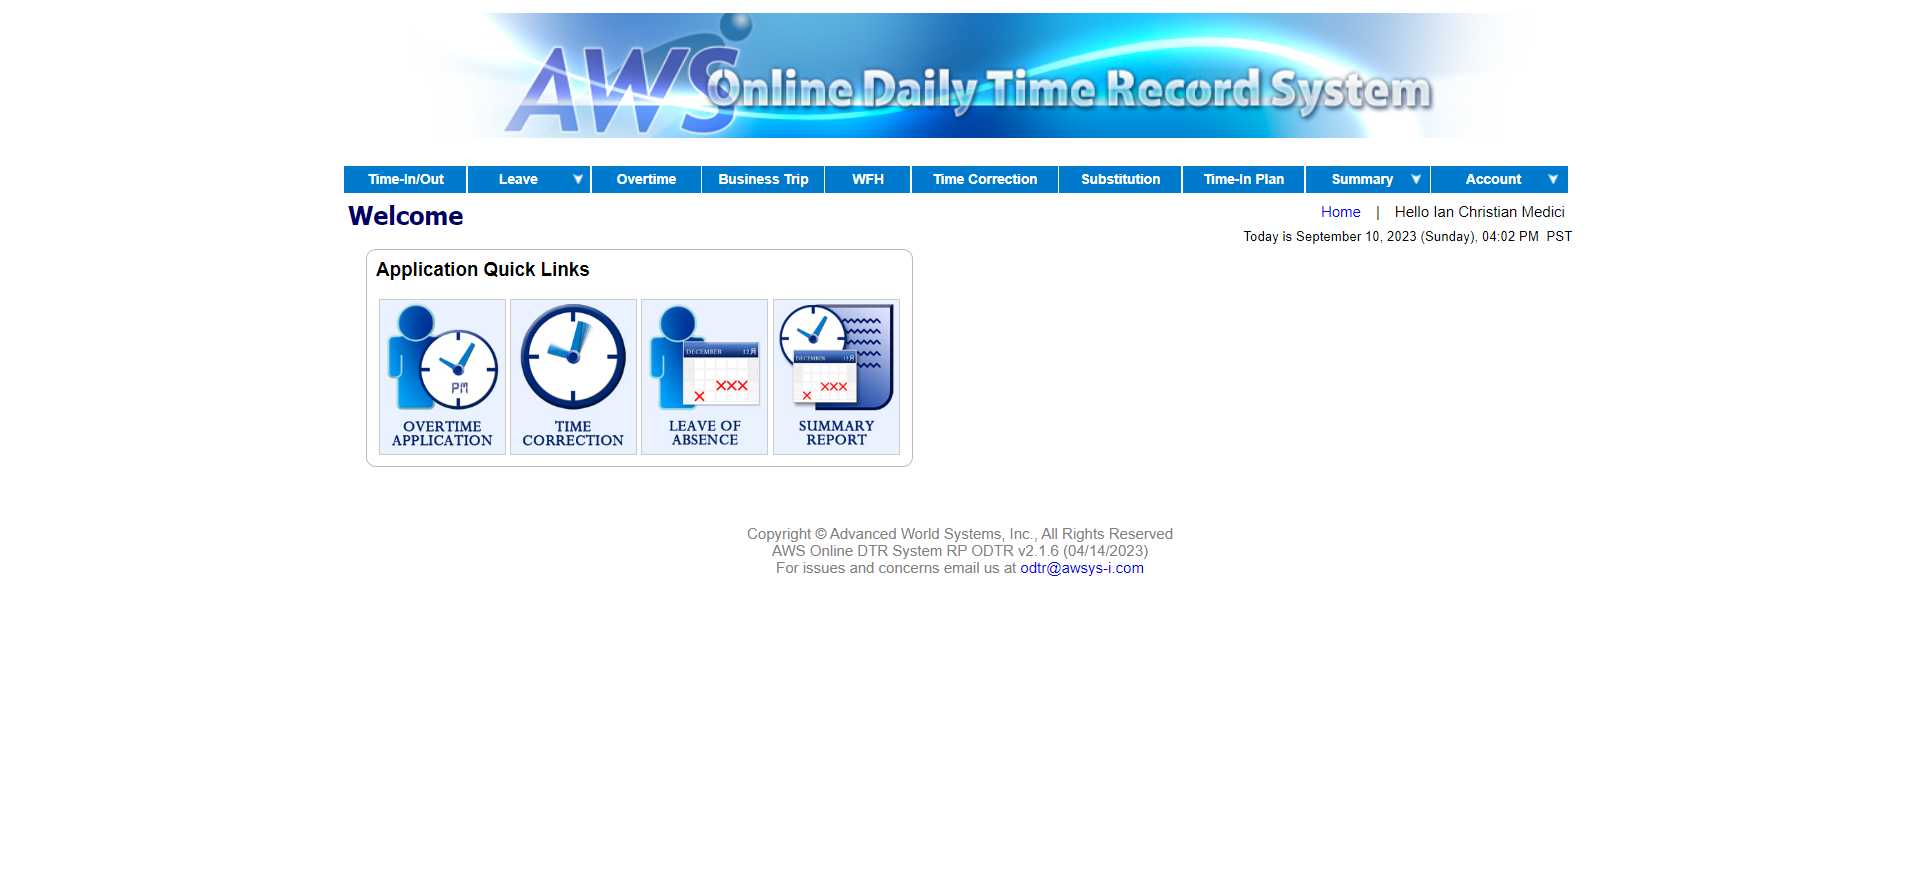 AWS Online Daily Time Record System
Time-In/Out Leave Overtime Business Trip WFH Time Correction Substitution Time-In Plan Summary Account
Welcome
Home | Hello Ian Christian Medici
Today is September 10, 2023 (Sunday), 04:02 PM PST
Application Quick Links
PM
OVERTIME
APPLICATION
TIME
CORRECTION
DECEMBER 12月
LEAVE OF
ABSENCE
DECEMBER
SUMMARY
REPORT
Copyright © Advanced World Systems, Inc., All Rights Reserved
AWS Online DTR System RP ODTR v2.1.6 (04/14/2023)
For issues and concerns email us at odtr@awsys-i.com